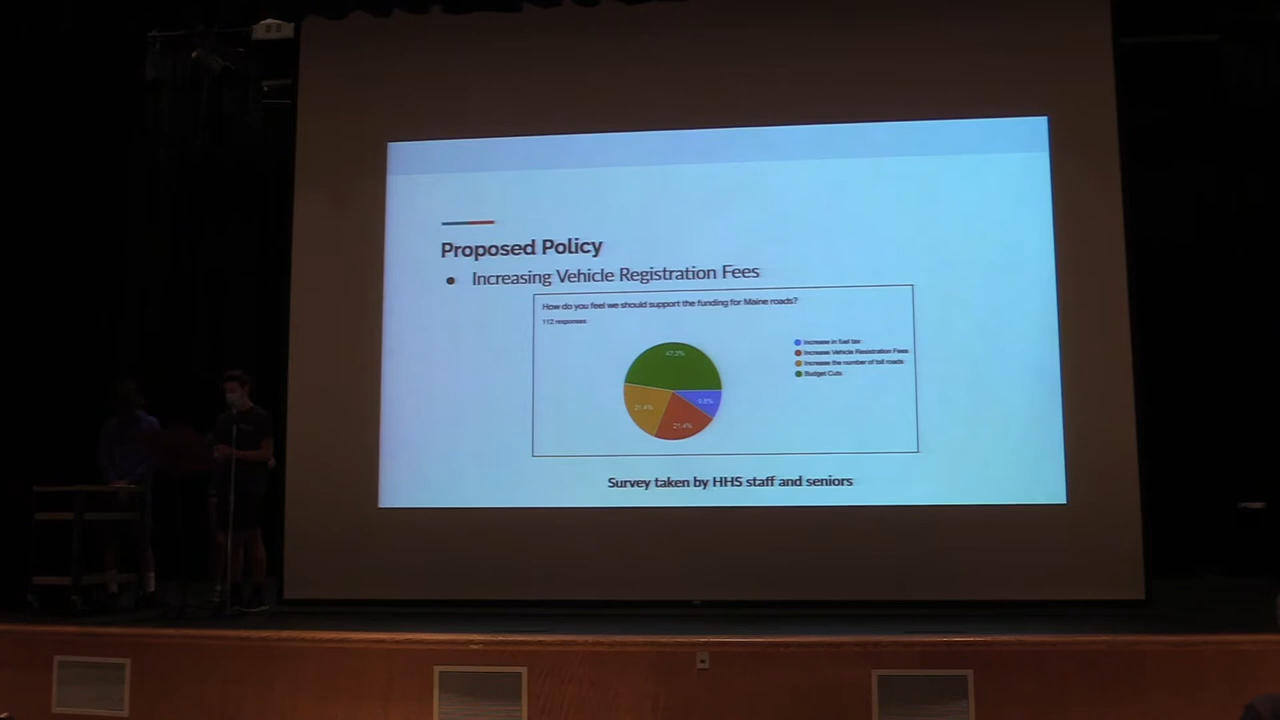 Proposed Policy
● Increasing Vehicle Registration Fees
How do you feel we should support the funding for Maine roads?
112 responses
Increase in fuel tax
Increase Vehicle Registration Fees
Increase the number of toll roads
Budget Cuts
47.3%
9.8%
21.4%
21.4%
Survey taken by HHS staff and seniors